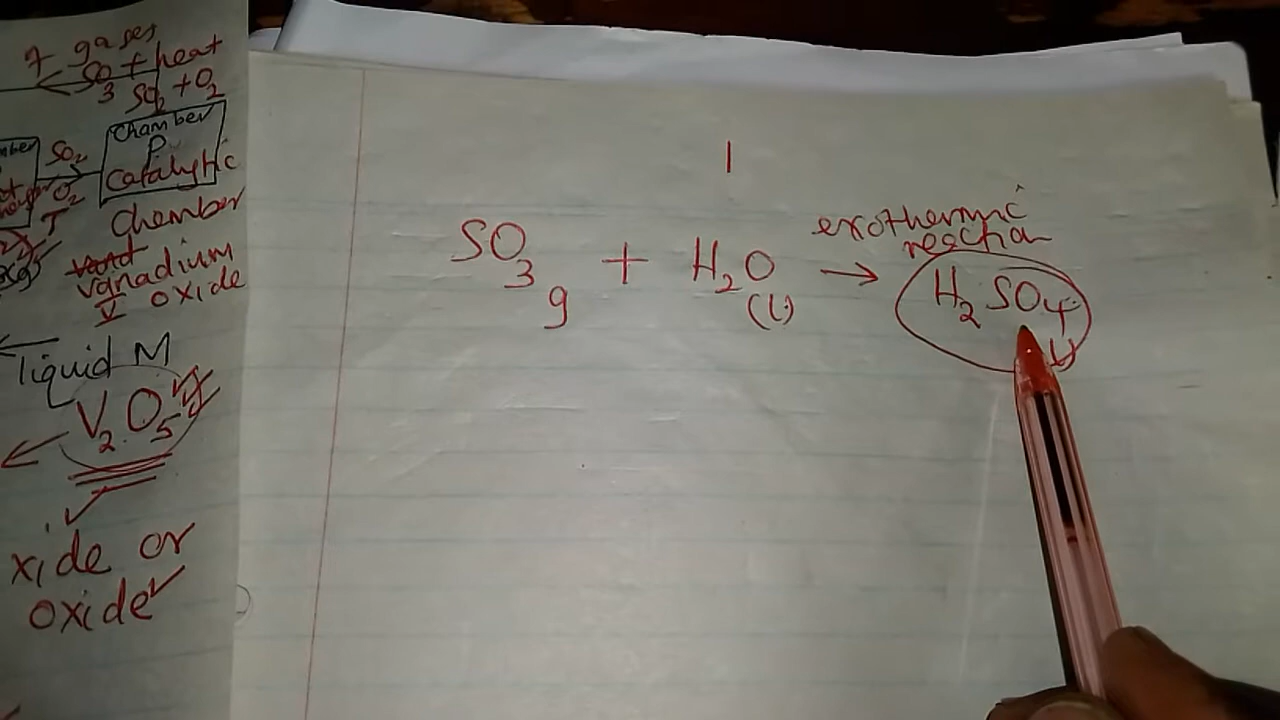 7 gases
SO3 + heat
SO2 + O2
Chamber
P
Catalytic
SO2
O2
T
Chamber
vanadium
V oxide
liquid M
V2O5
xide or
oxide
1
exothermic
reaction
SO3 g + H2O (l) → H2SO4